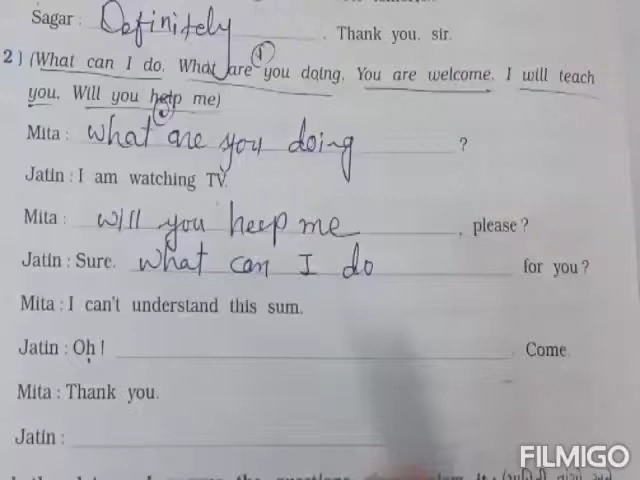 Sagar : Definitely . Thank you. sir.
2 ) (What can I do. What are you doing. You are welcome. I will teach
you. Will you help me)
Mita : what are you doing ?
Jatin : I am watching TV.
Mita : will you heep me , please ?
Jatin : Sure. what can I do for you ?
Mita : I can't understand this sum.
Jatin : Oh ! . Come.
Mita : Thank you.
Jatin :
FILMIGO